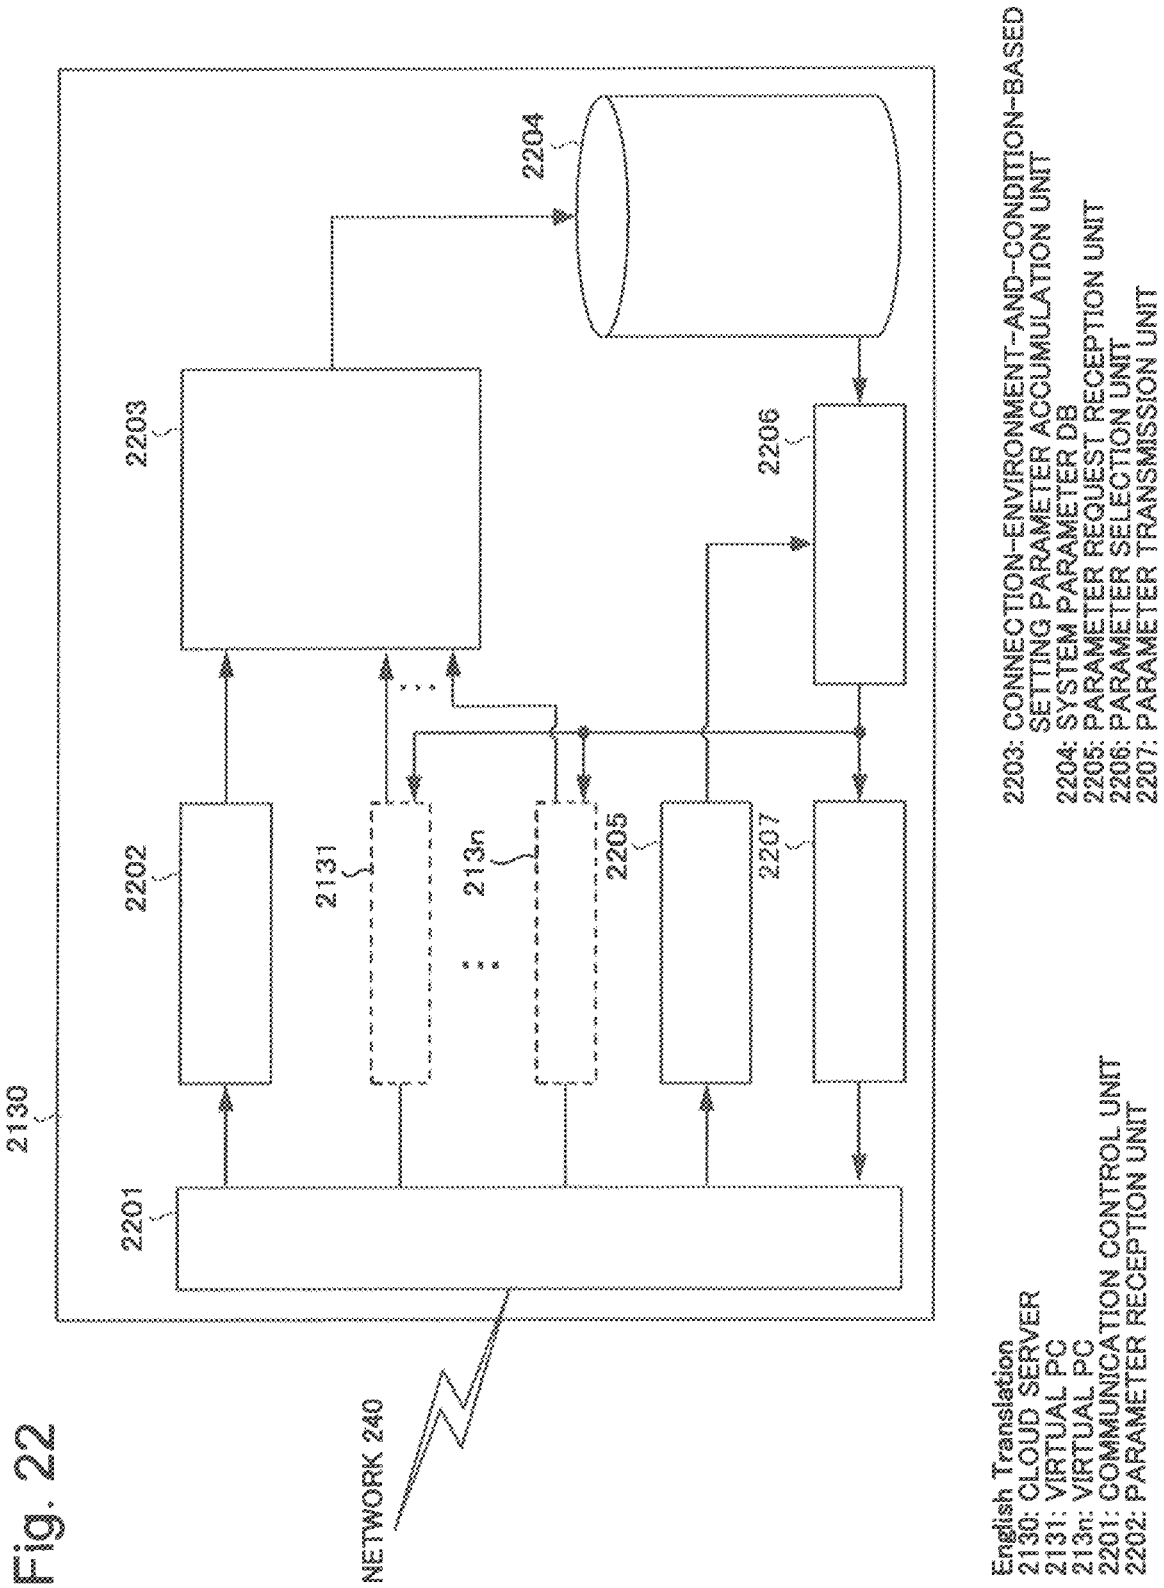 Fig. 22
2130
2201
2202
2203
2204
2131
213n
2205
2206
2207
NETWORK 240
English Translation
2130: CLOUD SERVER
2131: VIRTUAL PC
213n: VIRTUAL PC
2201: COMMUNICATION CONTROL UNIT
2202: PARAMETER RECEPTION UNIT
2203: CONNECTION-ENVIRONMENT-AND-CONDITION-BASED
SETTING PARAMETER ACCUMULATION UNIT
2204: SYSTEM PARAMETER DB
2205: PARAMETER REQUEST RECEPTION UNIT
2206: PARAMETER SELECTION UNIT
2207: PARAMETER TRANSMISSION UNIT